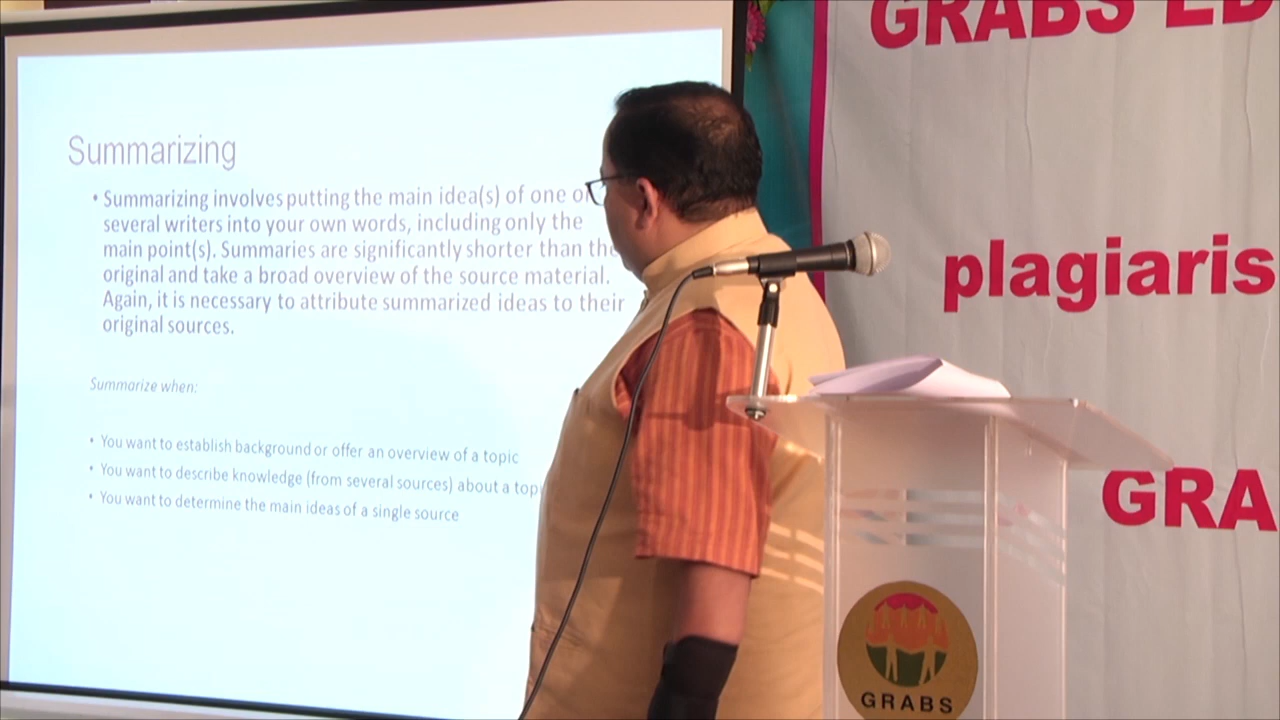 Summarizing
• Summarizing involves putting the main idea(s) of one or
several writers into your own words, including only the
main point(s). Summaries are significantly shorter than the
original and take a broad overview of the source material.
Again, it is necessary to attribute summarized ideas to their
original sources.
Summarize when:
• You want to establish background or offer an overview of a topic
• You want to describe knowledge (from several sources) about a topi
• You want to determine the main ideas of a single source
GRABS ED
plagiaris
GRA
GRABS